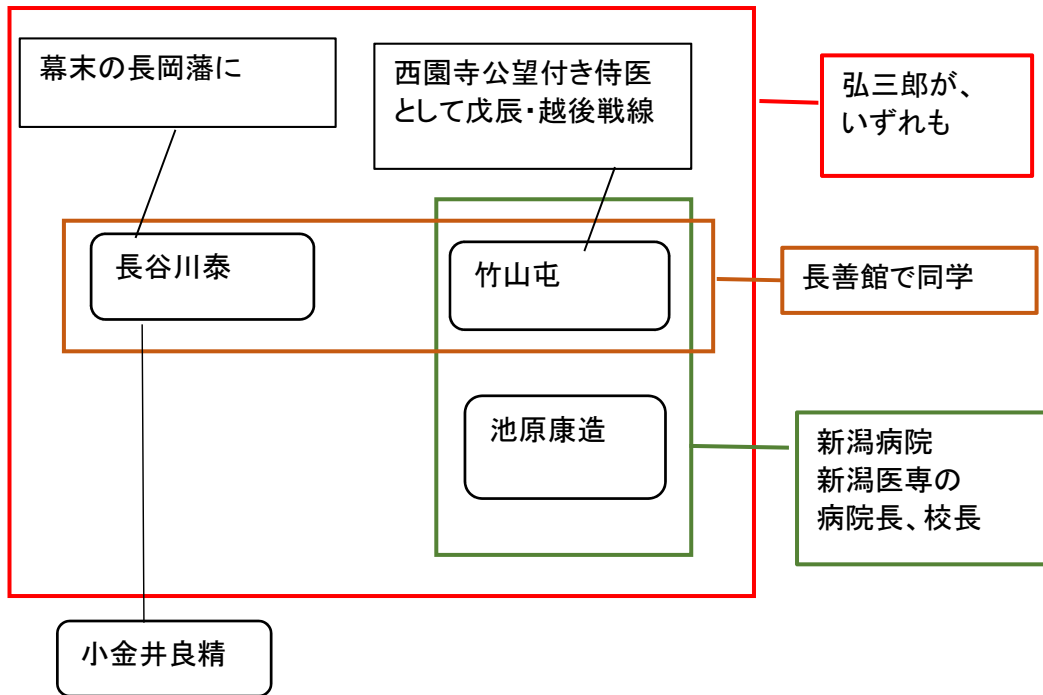 幕末の長岡藩に
西園寺公望付き侍医
として戊辰・越後戦線
弘三郎が、
いずれも
長谷川泰
竹山屯
長善館で同学
池原康造
新潟病院
新潟医専の
病院長、校長
小金井良精